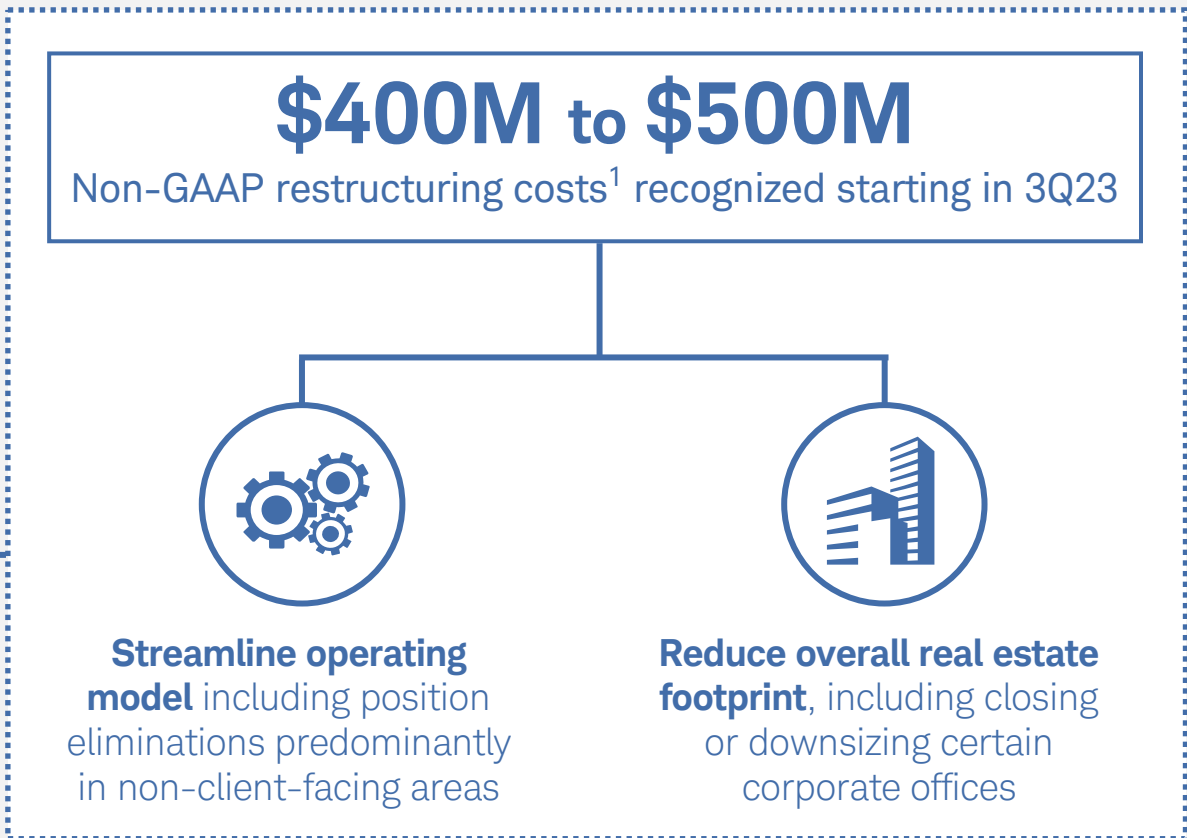 $400M to $500M
Non-GAAP restructuring costs¹ recognized starting in 3Q23
Streamline operating
model including position
eliminations predominantly
in non-client-facing areas
Reduce overall real estate
footprint, including closing
or downsizing certain
corporate offices